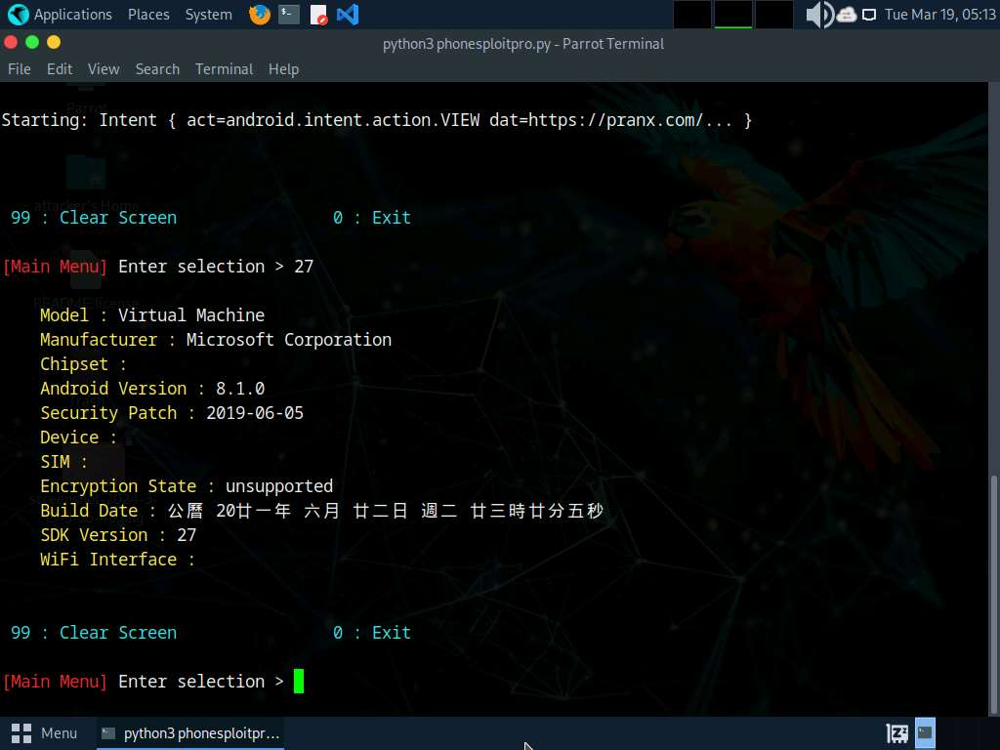 Applications Places System Tue Mar 19, 05:13
python3 phonesploitpro.py - Parrot Terminal
File Edit View Search Terminal Help
Starting: Intent { act=android.intent.action.VIEW dat=https://pranx.com/... }
99 : Clear Screen 0 : Exit
[Main Menu] Enter selection > 27
Model : Virtual Machine
Manufacturer : Microsoft Corporation
Chipset :
Android Version : 8.1.0
Security Patch : 2019-06-05
Device :
SIM :
Encryption State : unsupported
Build Date : 公曆 20廿一年 六月 廿二日 週二 廿三時廿分五秒
SDK Version : 27
WiFi Interface :
99 : Clear Screen 0 : Exit
[Main Menu] Enter selection >
Menu python3 phonesploitpr...